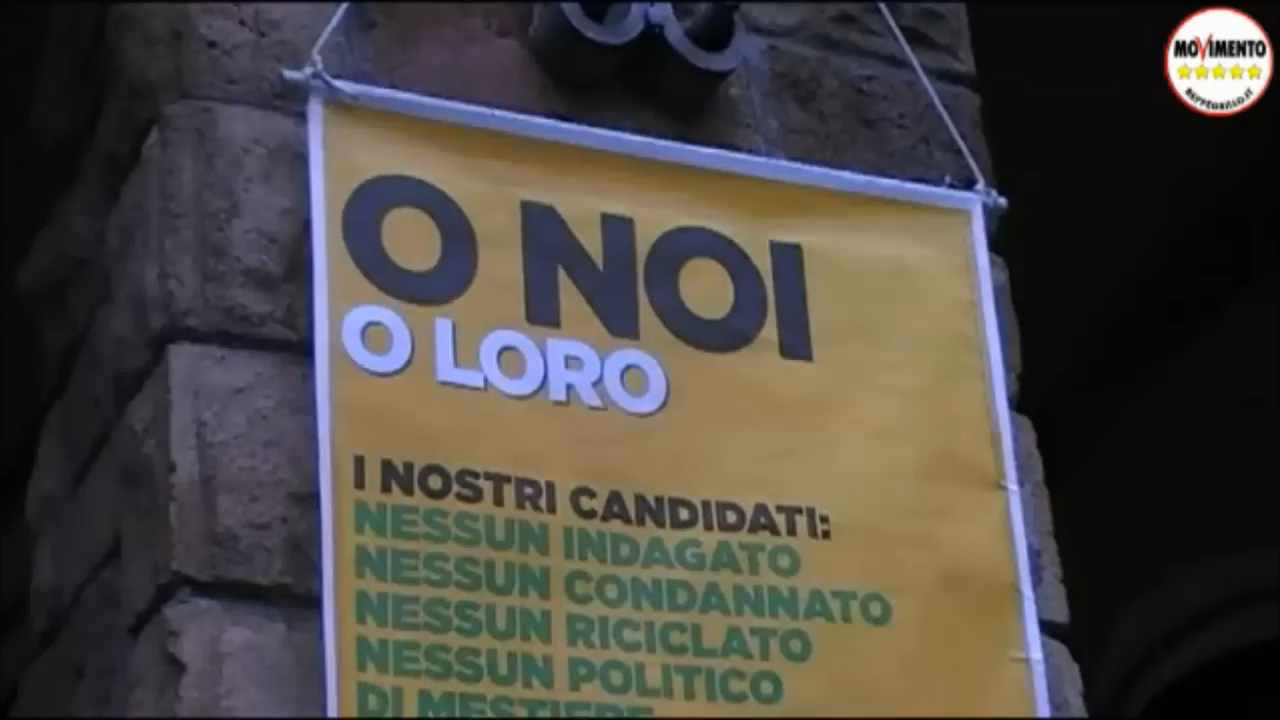 MOVIMENTO
BEPPEGRILLO.IT
O NOI
O LORO
I NOSTRI CANDIDATI:
NESSUN INDAGATO
NESSUN CONDANNATO
NESSUN RICICLATO
NESSUN POLITICO
DI MESTIERE